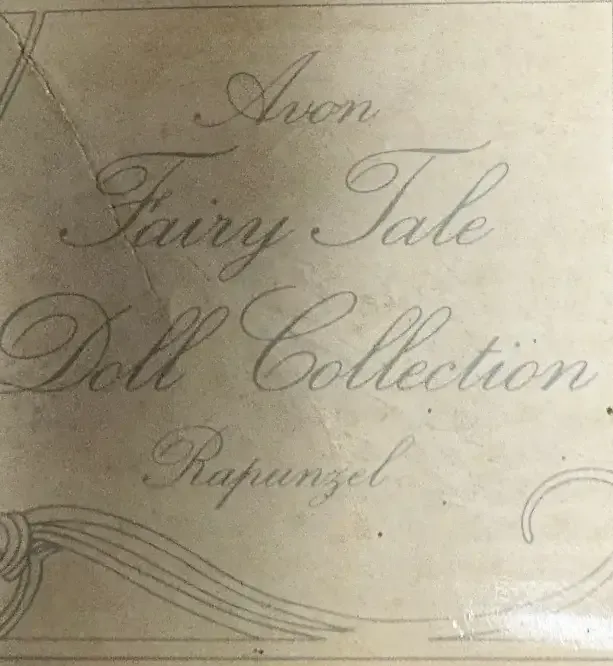 Avon
Fairy Tale
Doll Collection
Rapunzel